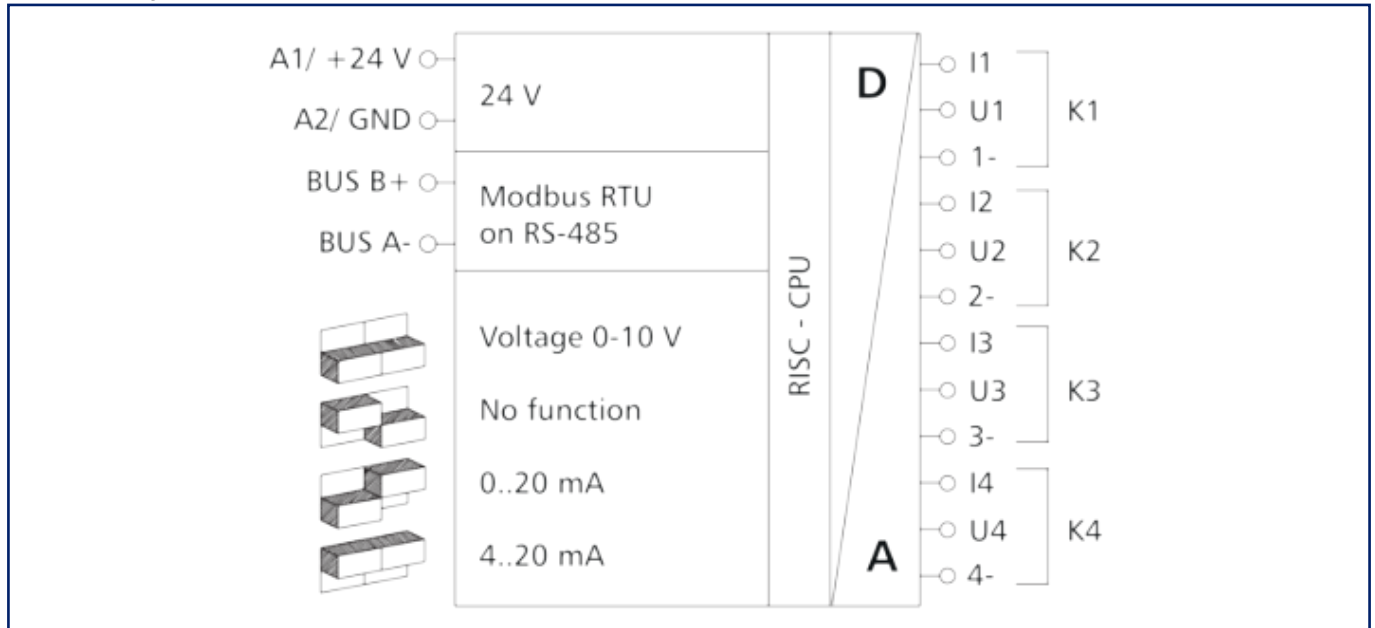 A1/ +24 V
A2/ GND
BUS B+
BUS A-
24 V
Modbus RTU
on RS-485
Voltage 0-10 V
No function
0..20 mA
4..20 mA
RISC - CPU
D
A
I1
U1
1-
K1
I2
U2
2-
K2
I3
U3
3-
K3
I4
U4
4-
K4